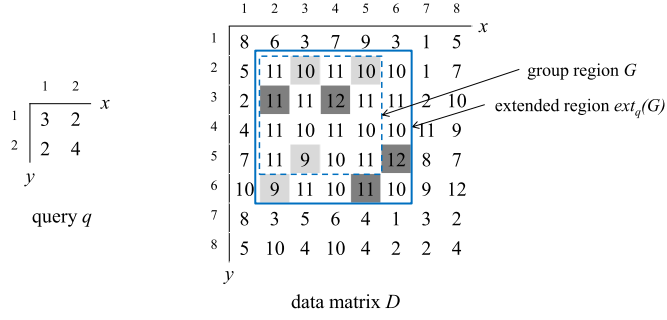 1 2 3 4 5 6 7 8
x
1 8 6 3 7 9 3 1 5
2 5 11 10 11 10 10 1 7
group region G
3 2 11 11 12 11 11 2 10
extended region extq(G)
1 2
x
1 3 2
4 4 11 10 11 10 10 11 9
2 2 4
5 7 11 9 10 11 12 8 7
y
6 10 9 11 10 11 10 9 12
query q
7 8 3 5 6 4 1 3 2
8 5 10 4 10 4 2 2 4
y
data matrix D